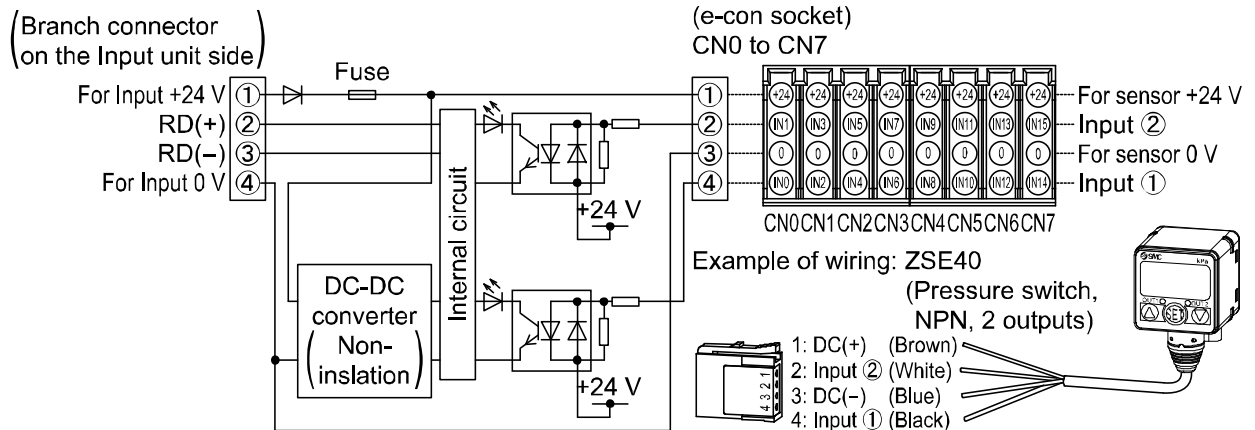 (Branch connector
on the Input unit side)
Fuse
For Input +24 V ①
RD(+) ②
RD(−) ③
For Input 0 V ④
Internal circuit
+24 V
+24 V
DC-DC
converter
(Non-
inslation)
(e-con socket)
CN0 to CN7
① +24 +24 +24 +24 +24 +24 +24 +24 For sensor +24 V
② IN1 IN3 IN5 IN7 IN9 IN11 IN13 IN15 Input ②
③ 0 0 0 0 0 0 0 0 For sensor 0 V
④ IN0 IN2 IN4 IN6 IN8 IN10 IN12 IN14 Input ①
CN0 CN1 CN2 CN3 CN4 CN5 CN6 CN7
Example of wiring: ZSE40
(Pressure switch,
NPN, 2 outputs)
SMC kPa
OUT1 OUT2
SET
4 3 2 1
1: DC(+) (Brown)
2: Input ② (White)
3: DC(−) (Blue)
4: Input ① (Black)